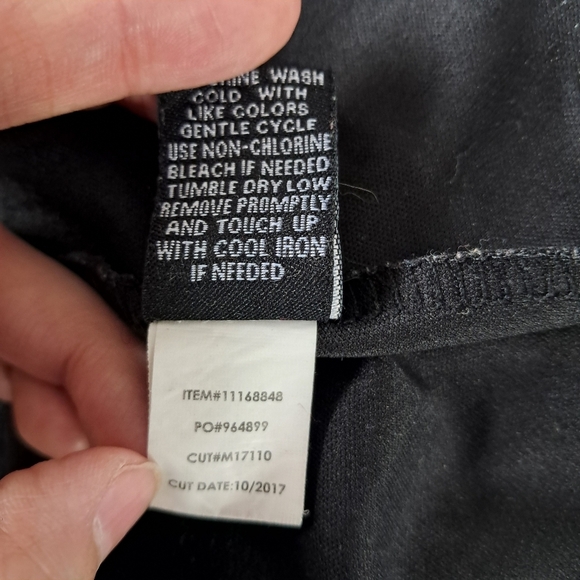 WASH
COLD WITH
LIKE COLORS
GENTLE CYCLE
USE NON-CHLORINE
BLEACH IF NEEDED
TUMBLE DRY LOW
REMOVE PROMPTLY
AND TOUCH UP
WITH COOL IRON
IF NEEDED
ITEM#11168848
PO#964899
CUT#M17110
CUT DATE:10/2017